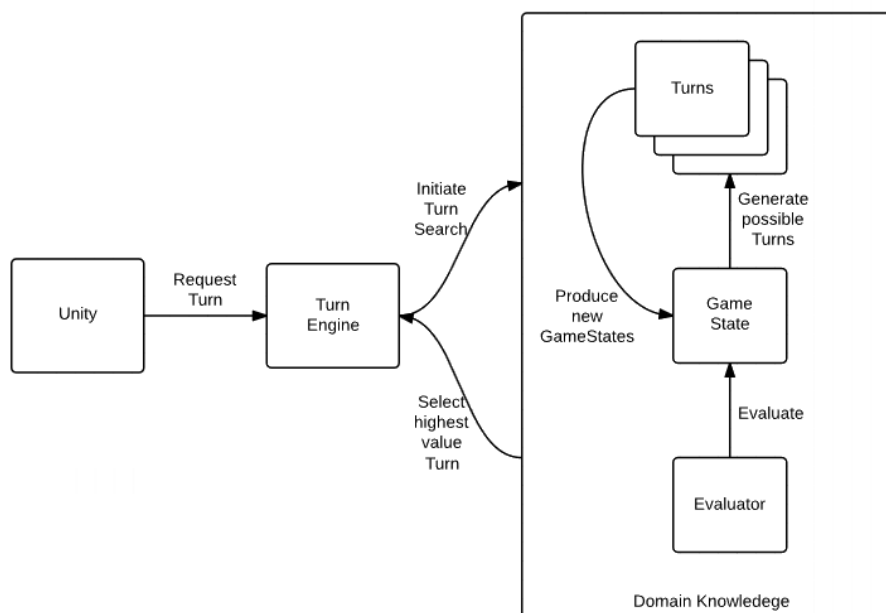 Turns
Initiate
Turn
Search
Generate
possible
Turns
Request
Turn
Unity
Turn
Engine
Produce
new
GameStates
Game
State
Select
highest
value
Turn
Evaluate
Evaluator
Domain Knowledege